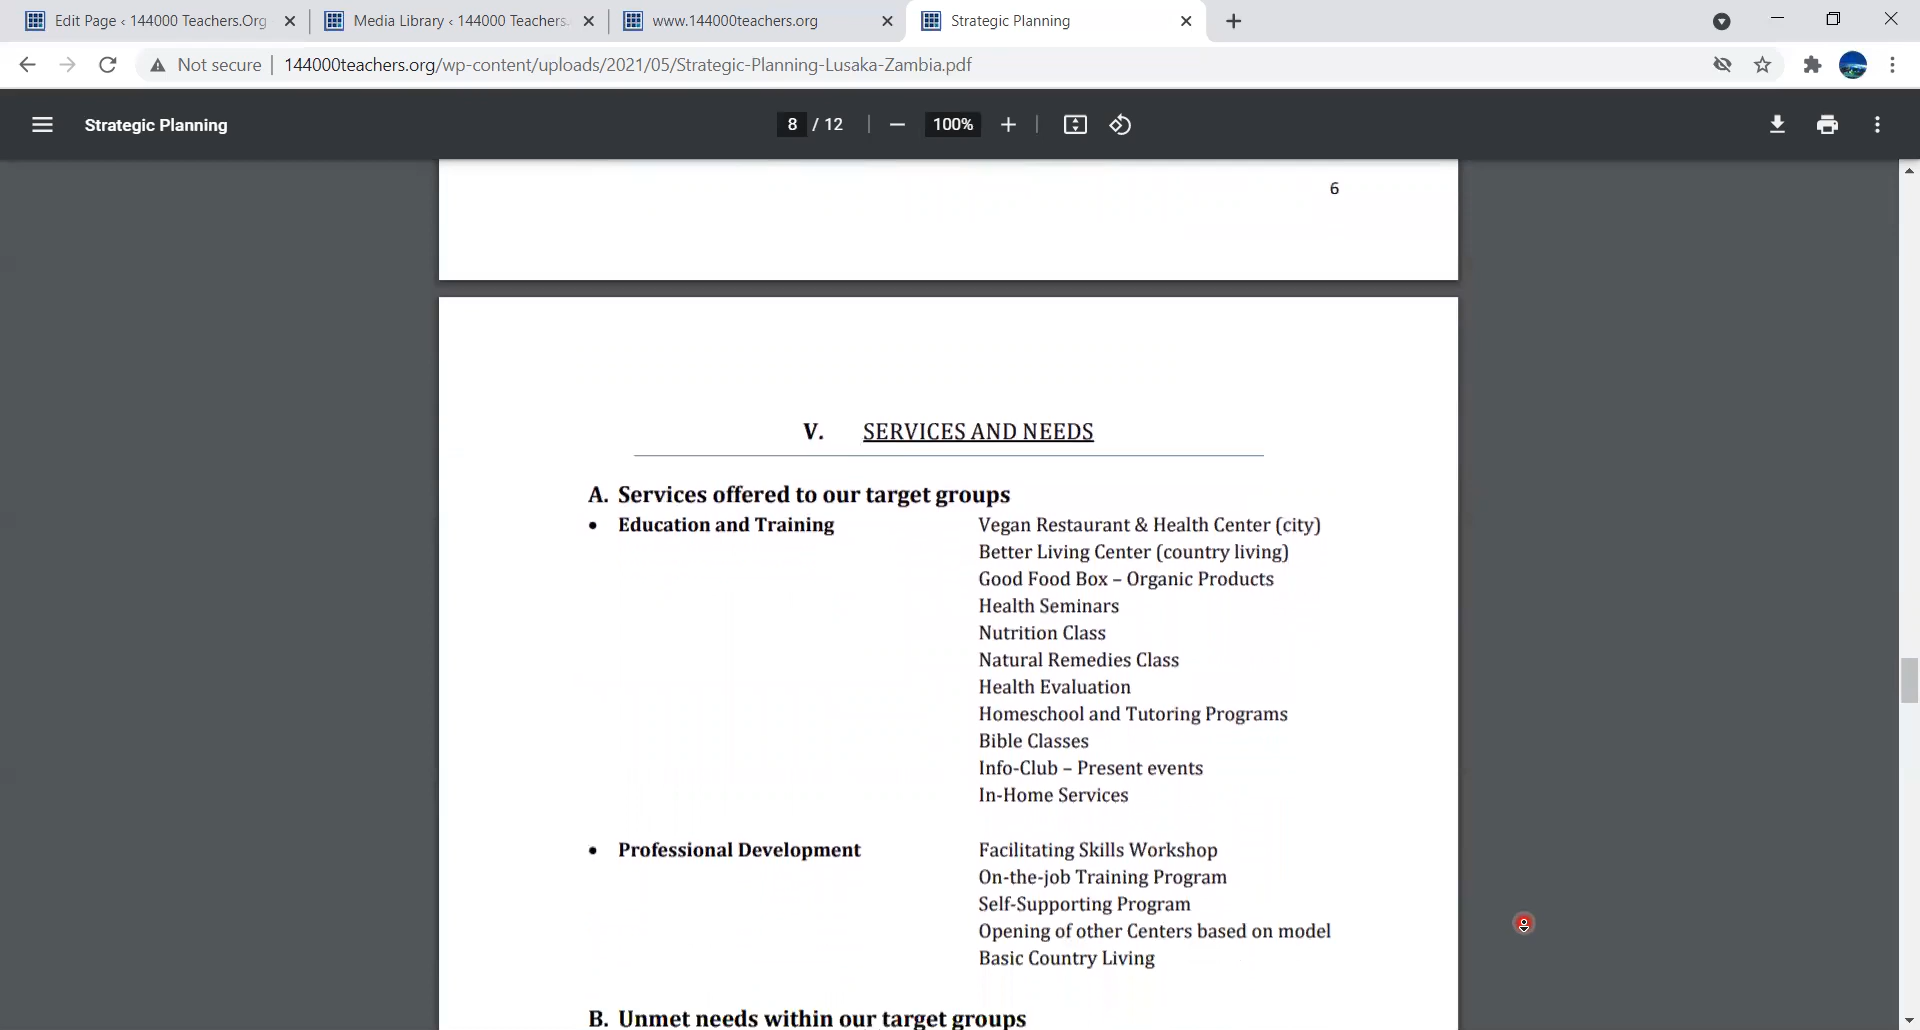 Edit Page ‹ 144000 Teachers.Org
Media Library ‹ 144000 Teachers.
www.144000teachers.org
Strategic Planning
Not secure
144000teachers.org/wp-content/uploads/2021/05/Strategic-Planning-Lusaka-Zambia.pdf
Strategic Planning
8 / 12
100%
6
V. SERVICES AND NEEDS
A. Services offered to our target groups
• Education and Training Vegan Restaurant & Health Center (city)
Better Living Center (country living)
Good Food Box – Organic Products
Health Seminars
Nutrition Class
Natural Remedies Class
Health Evaluation
Homeschool and Tutoring Programs
Bible Classes
Info-Club – Present events
In-Home Services
• Professional Development Facilitating Skills Workshop
On-the-job Training Program
Self-Supporting Program
Opening of other Centers based on model
Basic Country Living
B. Unmet needs within our target groups